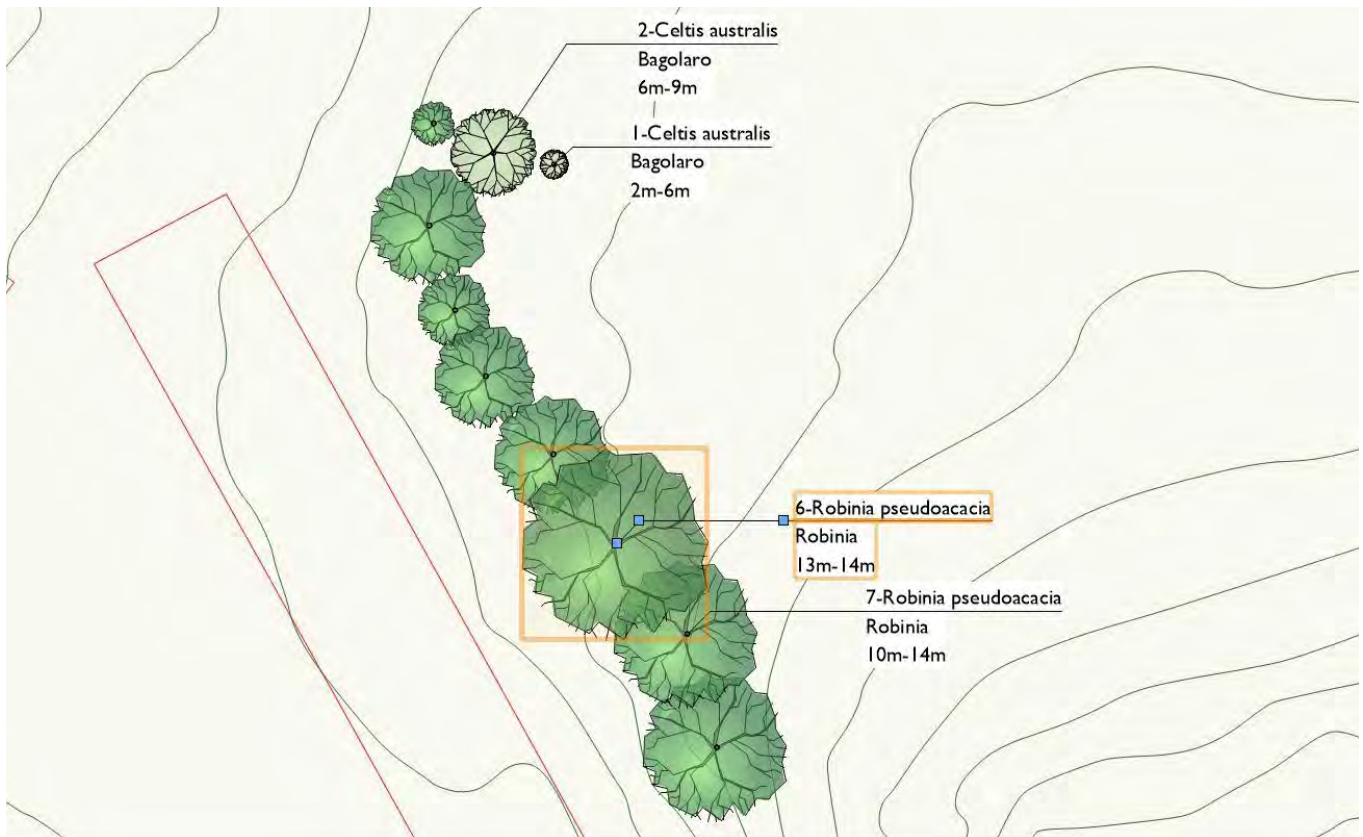 2-Celtis australis
Bagolaro
6m-9m
1-Celtis australis
Bagolaro
2m-6m
6-Robinia pseudoacacia
Robinia
13m-14m
7-Robinia pseudoacacia
Robinia
10m-14m